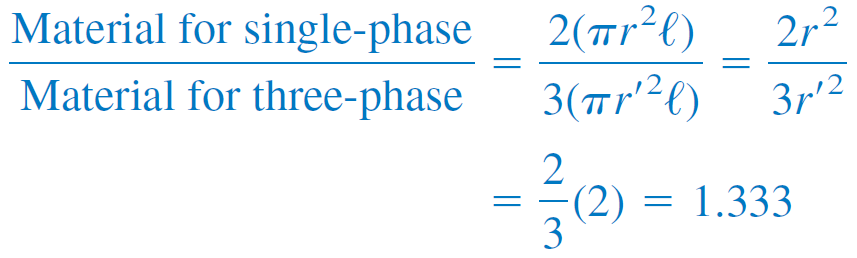 Material for single-phase / Material for three-phase = 2(πr²ℓ) / 3(πr′²ℓ) = 2r² / 3r′²
= 2/3 (2) = 1.333